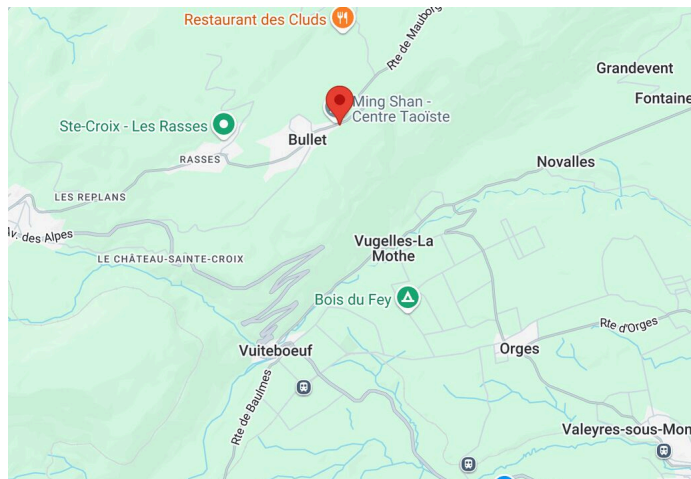 Restaurant des Cluds
Rte de Mauborg
Grandevent
Fontaine
Ming Shan -
Centre Taoïste
Ste-Croix - Les Rasses
Bullet
RASSES
Novalles
LES REPLANS
Av. des Alpes
LE CHÂTEAU-SAINTE-CROIX
Vugelles-La
Mothe
Bois du Fey
Rte d'Orges
Vuiteboeuf
Orges
Rte de Baulmes
Valeyres-sous-Mon